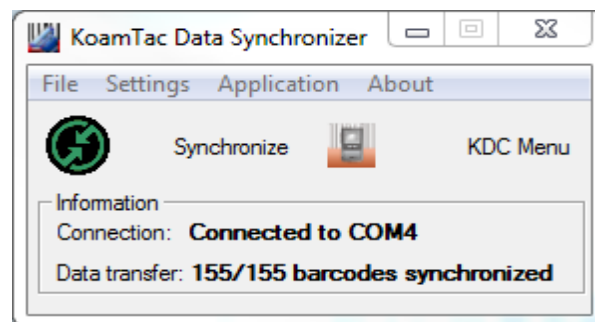 KoamTac Data Synchronizer
File Settings Application About
Synchronize KDC Menu
Information
Connection: Connected to COM4
Data transfer: 155/155 barcodes synchronized